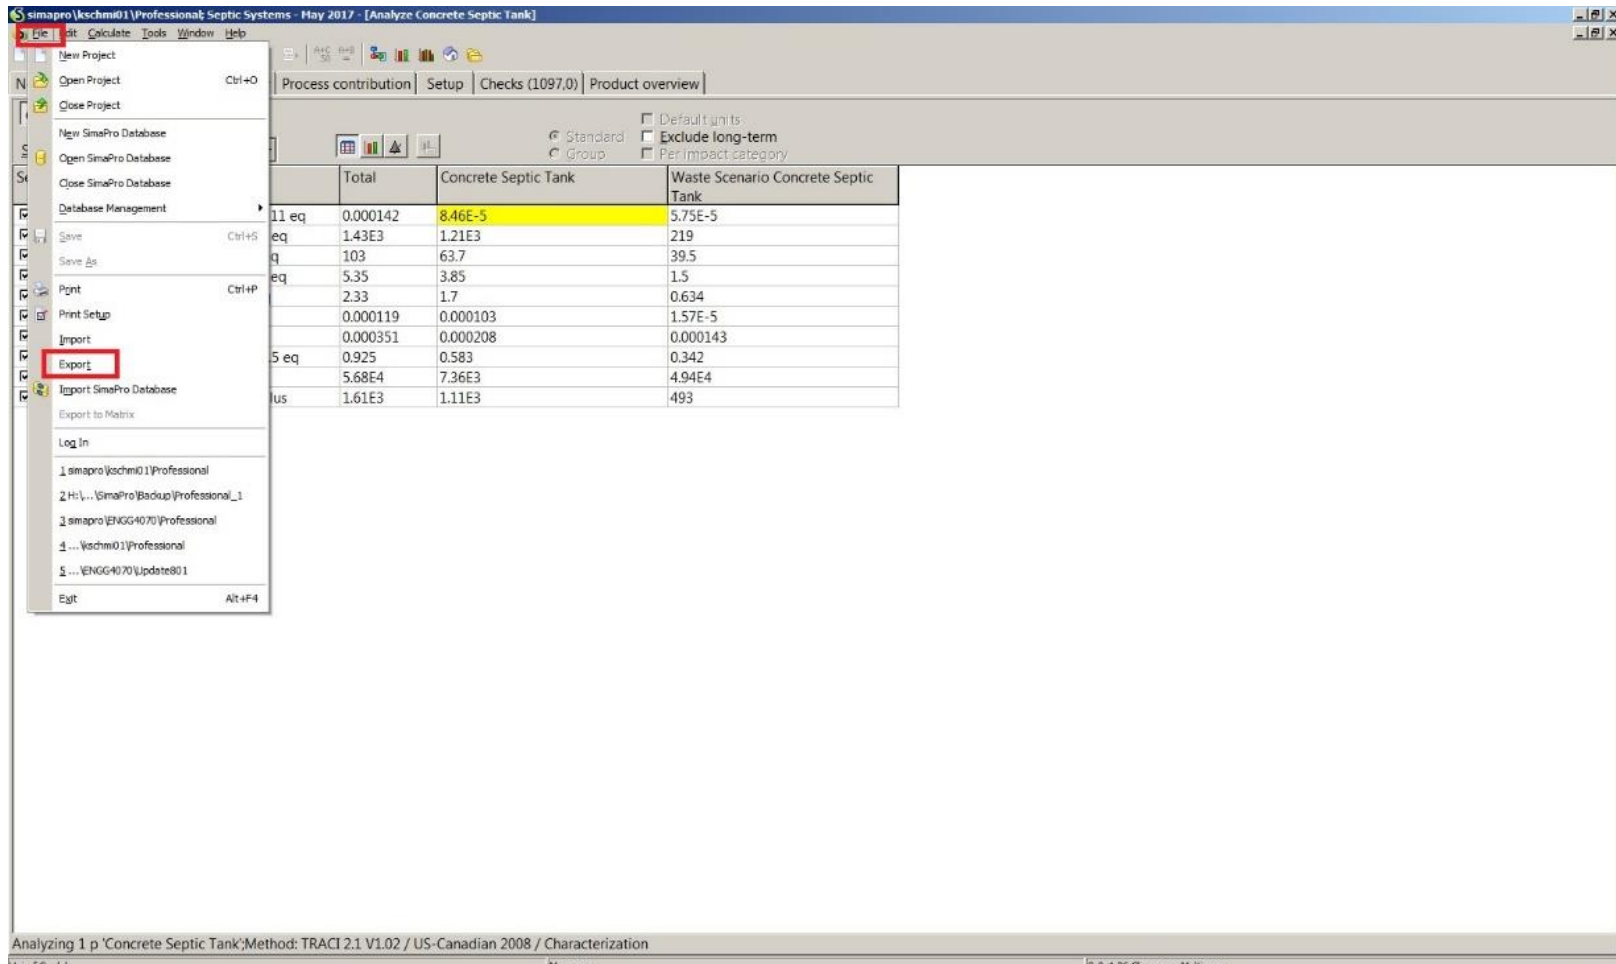 simapro\kschmi01\Professional; Septic Systems - May 2017 - [Analyze Concrete Septic Tank]
File Edit Calculate Tools Window Help
New Project
Open Project Ctrl+O
Close Project
New SimaPro Database
Open SimaPro Database
Close SimaPro Database
Database Management
Save Ctrl+S
Save As
Print Ctrl+P
Print Setup
Import
Export
Import SimaPro Database
Export to Matrix
Log In
1 simapro\kschmi01\Professional
2 H:\...\SimaPro\Backup\Professional_1
3 simapro\ENGG4070\Professional
4 ...\kschmi01\Professional
5 ...\ENGG4070\Update801
Exit Alt+F4
N Process contribution Setup Checks (1097,0) Product overview
Default units
Standard Exclude long-term
Group Per impact category
Se Total Concrete Septic Tank Waste Scenario Concrete Septic Tank
11 eq 0.000142 8.46E-5 5.75E-5
eq 1.43E3 1.21E3 219
q 103 63.7 39.5
eq 5.35 3.85 1.5
2.33 1.7 0.634
0.000119 0.000103 1.57E-5
0.000351 0.000208 0.000143
.5 eq 0.925 0.583 0.342
5.68E4 7.36E3 4.94E4
lus 1.61E3 1.11E3 493
Analyzing 1 p 'Concrete Septic Tank';Method: TRACI 2.1 V1.02 / US-Canadian 2008 / Characterization